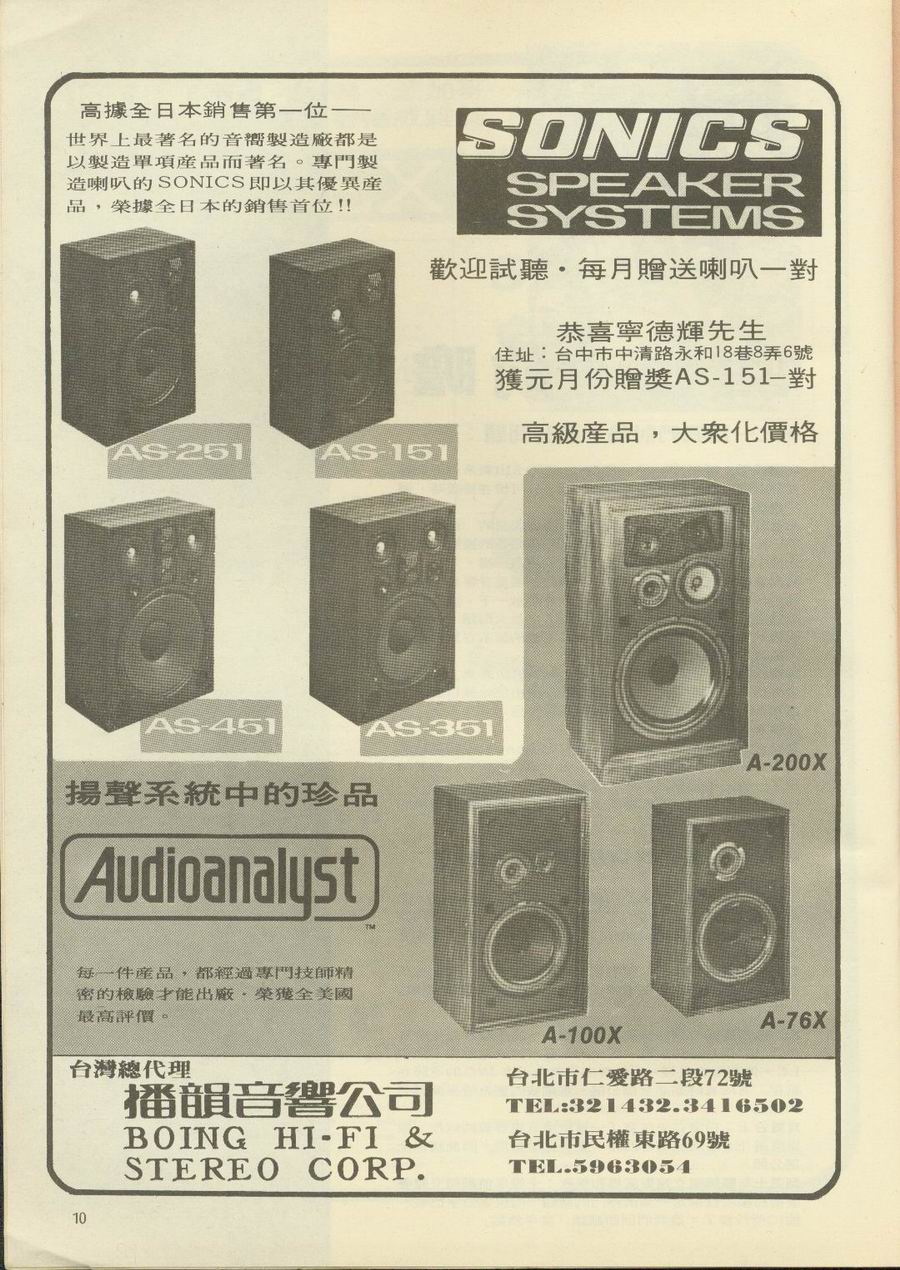 高據全日本銷售第一位——
世界上最著名的音嚮製造廠都是
以製造單項産品而著名。專門製
造喇叭的SONICS即以其優異産
品，榮據全日本的銷售首位!!
SONICS
SPEAKER
SYSTEMS
歡迎試聽・每月贈送喇叭一對
恭喜寧德輝先生
住址：台中市中清路永和18巷8弄6號
獲元月份贈獎AS-151一對
高級産品，大衆化價格
AS-251
AS-151
AS-451
AS-351
A-200X
揚聲系統中的珍品
Audioanalyst
TM
每一件産品，都經過專門技師精
密的檢驗才能出廠・榮獲全美國
最高評價。
A-100X
A-76X
台灣總代理
播韻音響公司
BOING HI-FI &
STEREO CORP.
台北市仁愛路二段72號
TEL:321432.3416502
台北市民權東路69號
TEL.5963054
10